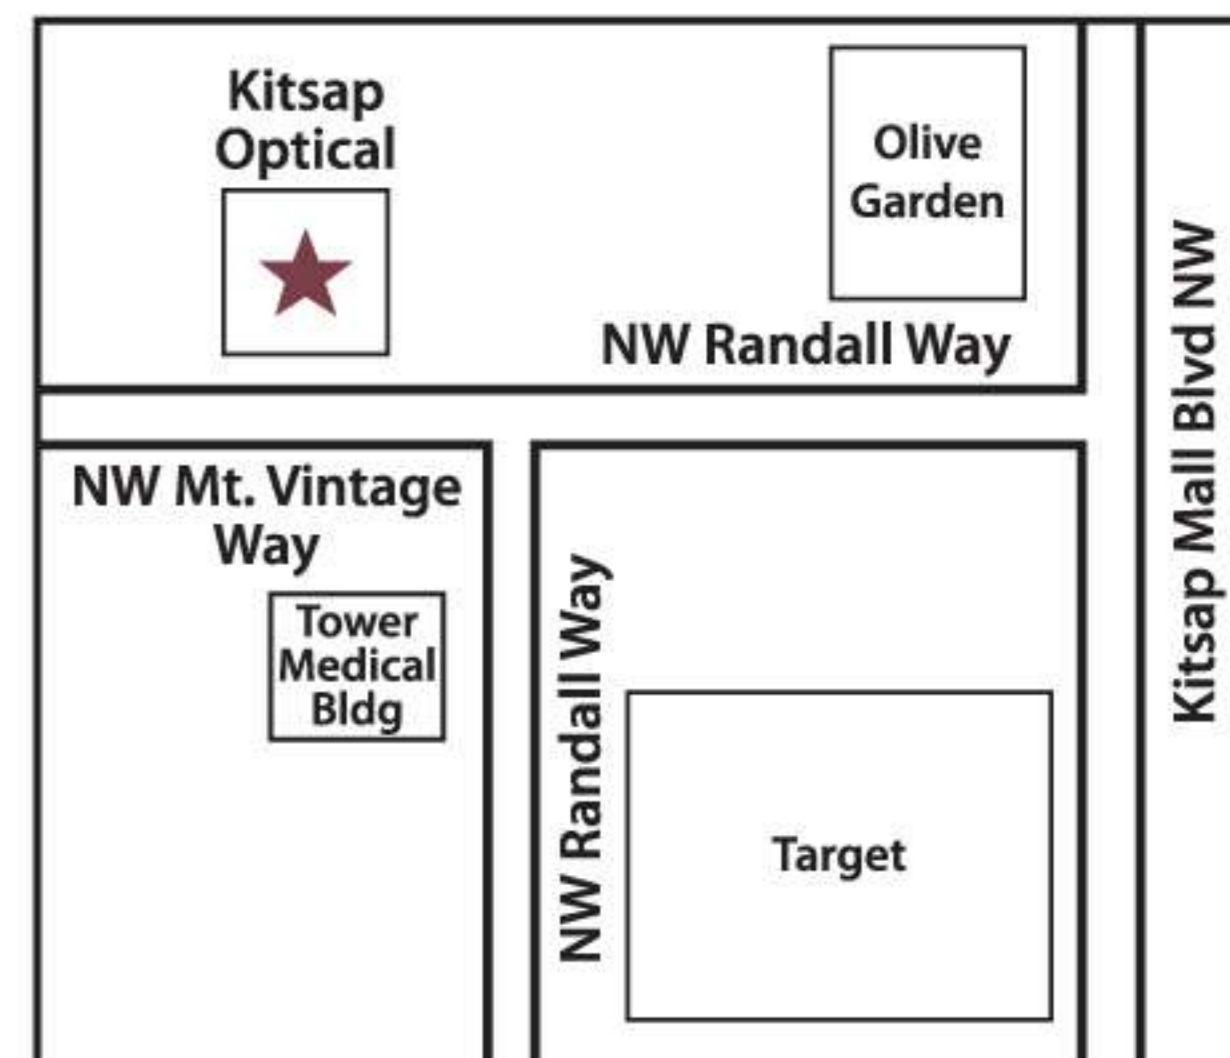 Kitsap
Optical
Olive
Garden
NW Randall Way
Kitsap Mall Blvd NW
NW Mt. Vintage
Way
Tower
Medical
Bldg
NW Randall Way
Target